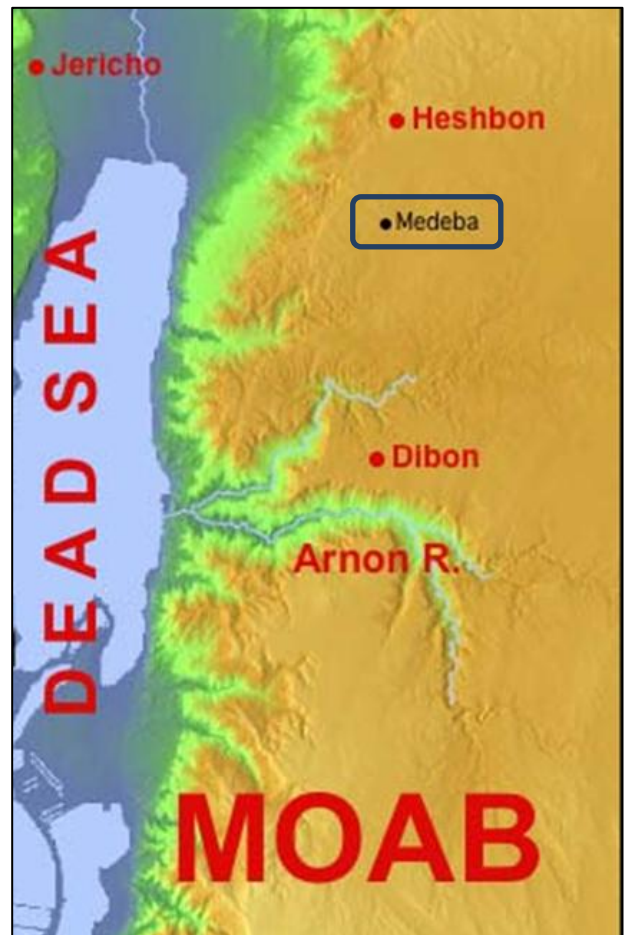 Jericho
Heshbon
Medeba
DEAD SEA
Dibon
Arnon R.
MOAB